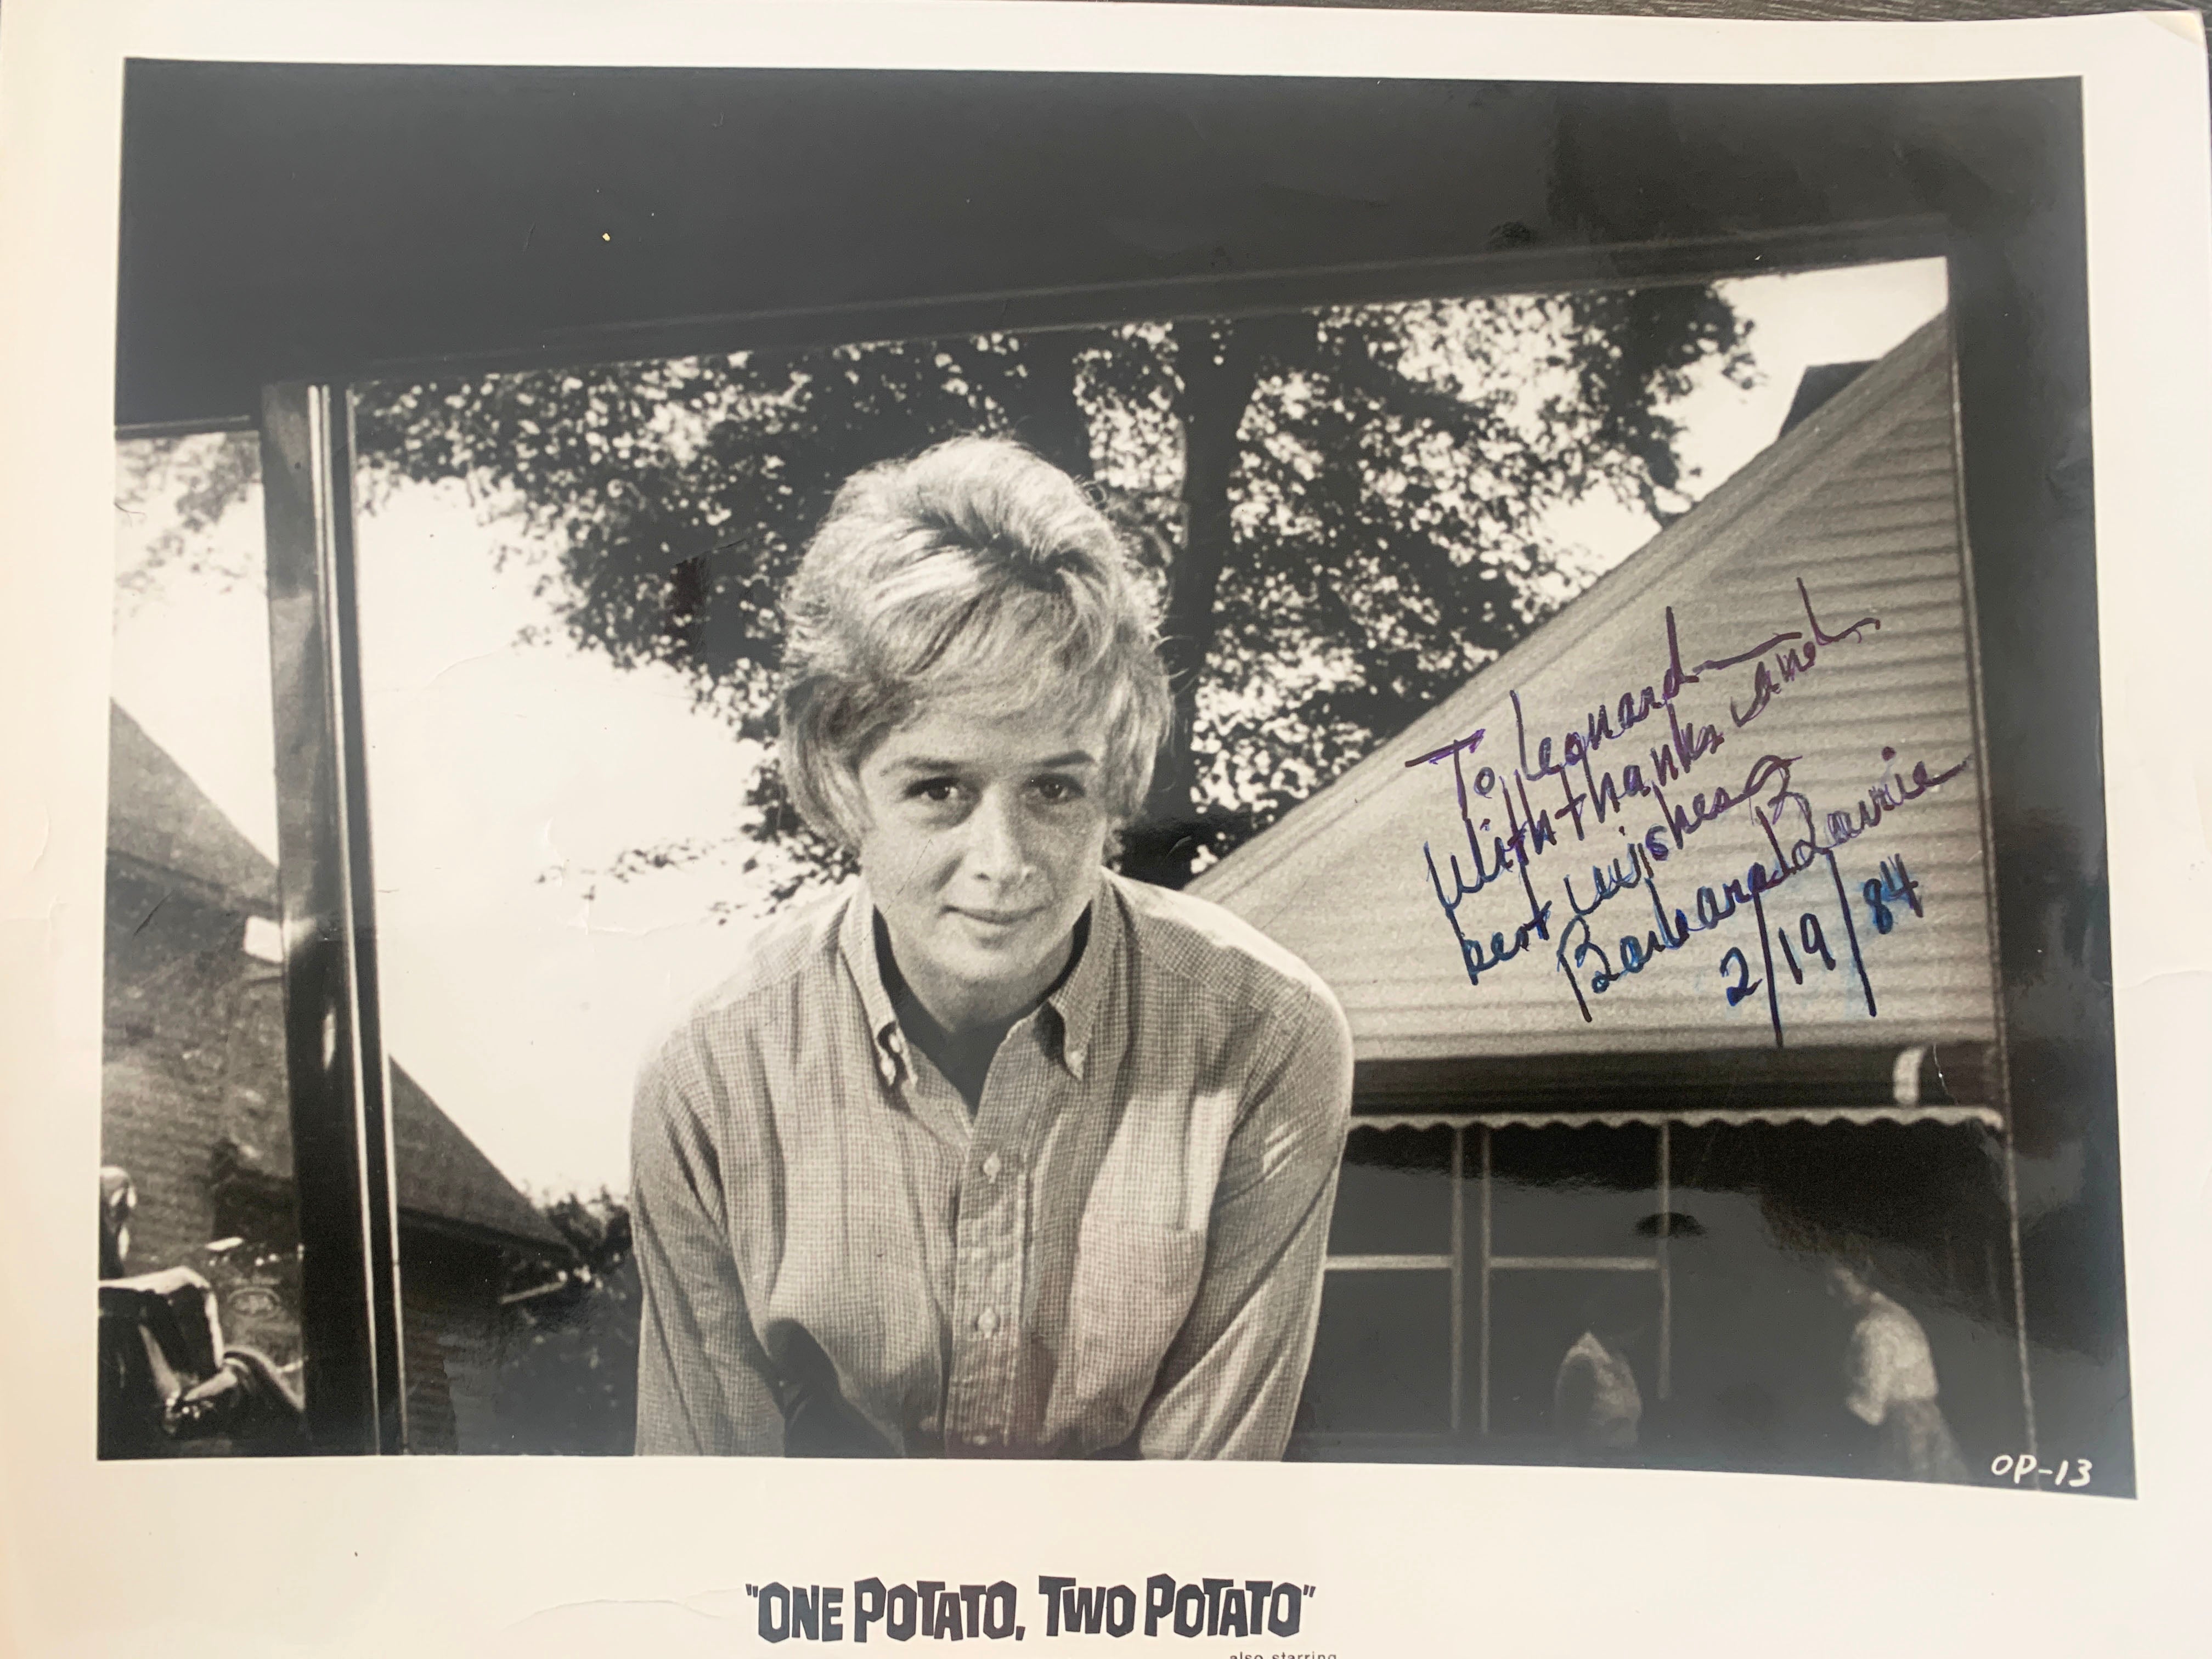 To Leonard —
With thanks and
best wishes
Barbara Barrie
2/19/84
OP-13
"ONE POTATO, TWO POTATO"
also starring